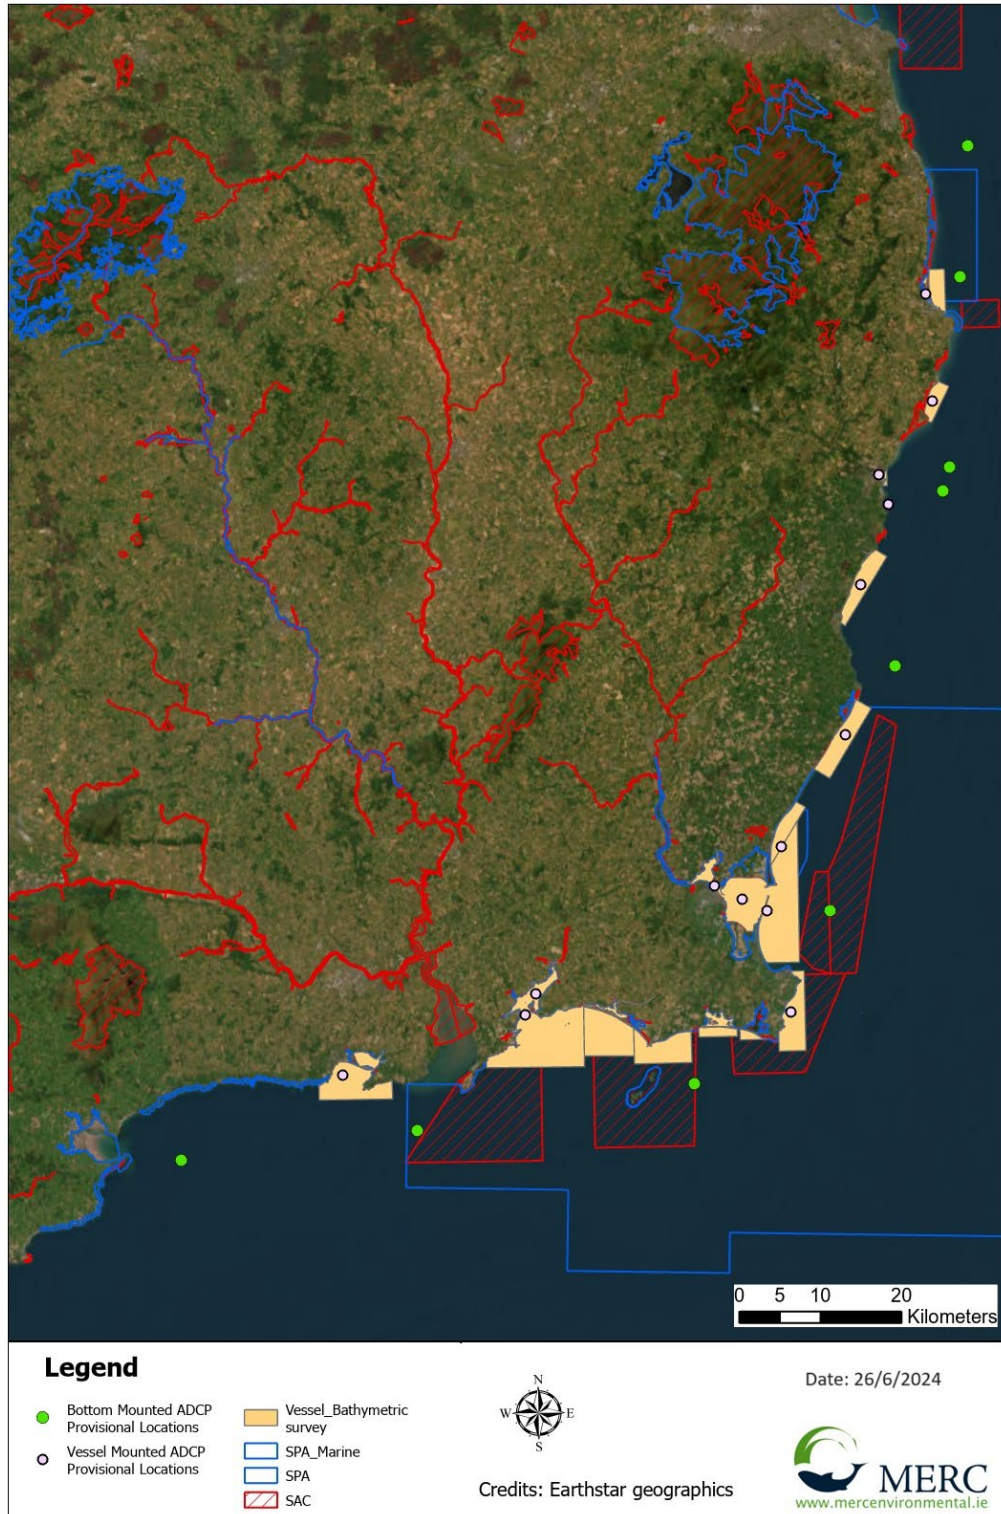 0 5 10 20
Kilometers
Legend
Bottom Mounted ADCP
Provisional Locations
Vessel Mounted ADCP
Provisional Locations
Vessel_Bathymetric
survey
SPA_Marine
SPA
SAC
N
W E
S
Credits: Earthstar geographics
Date: 26/6/2024
MERC
www.mercenvironmental.ie